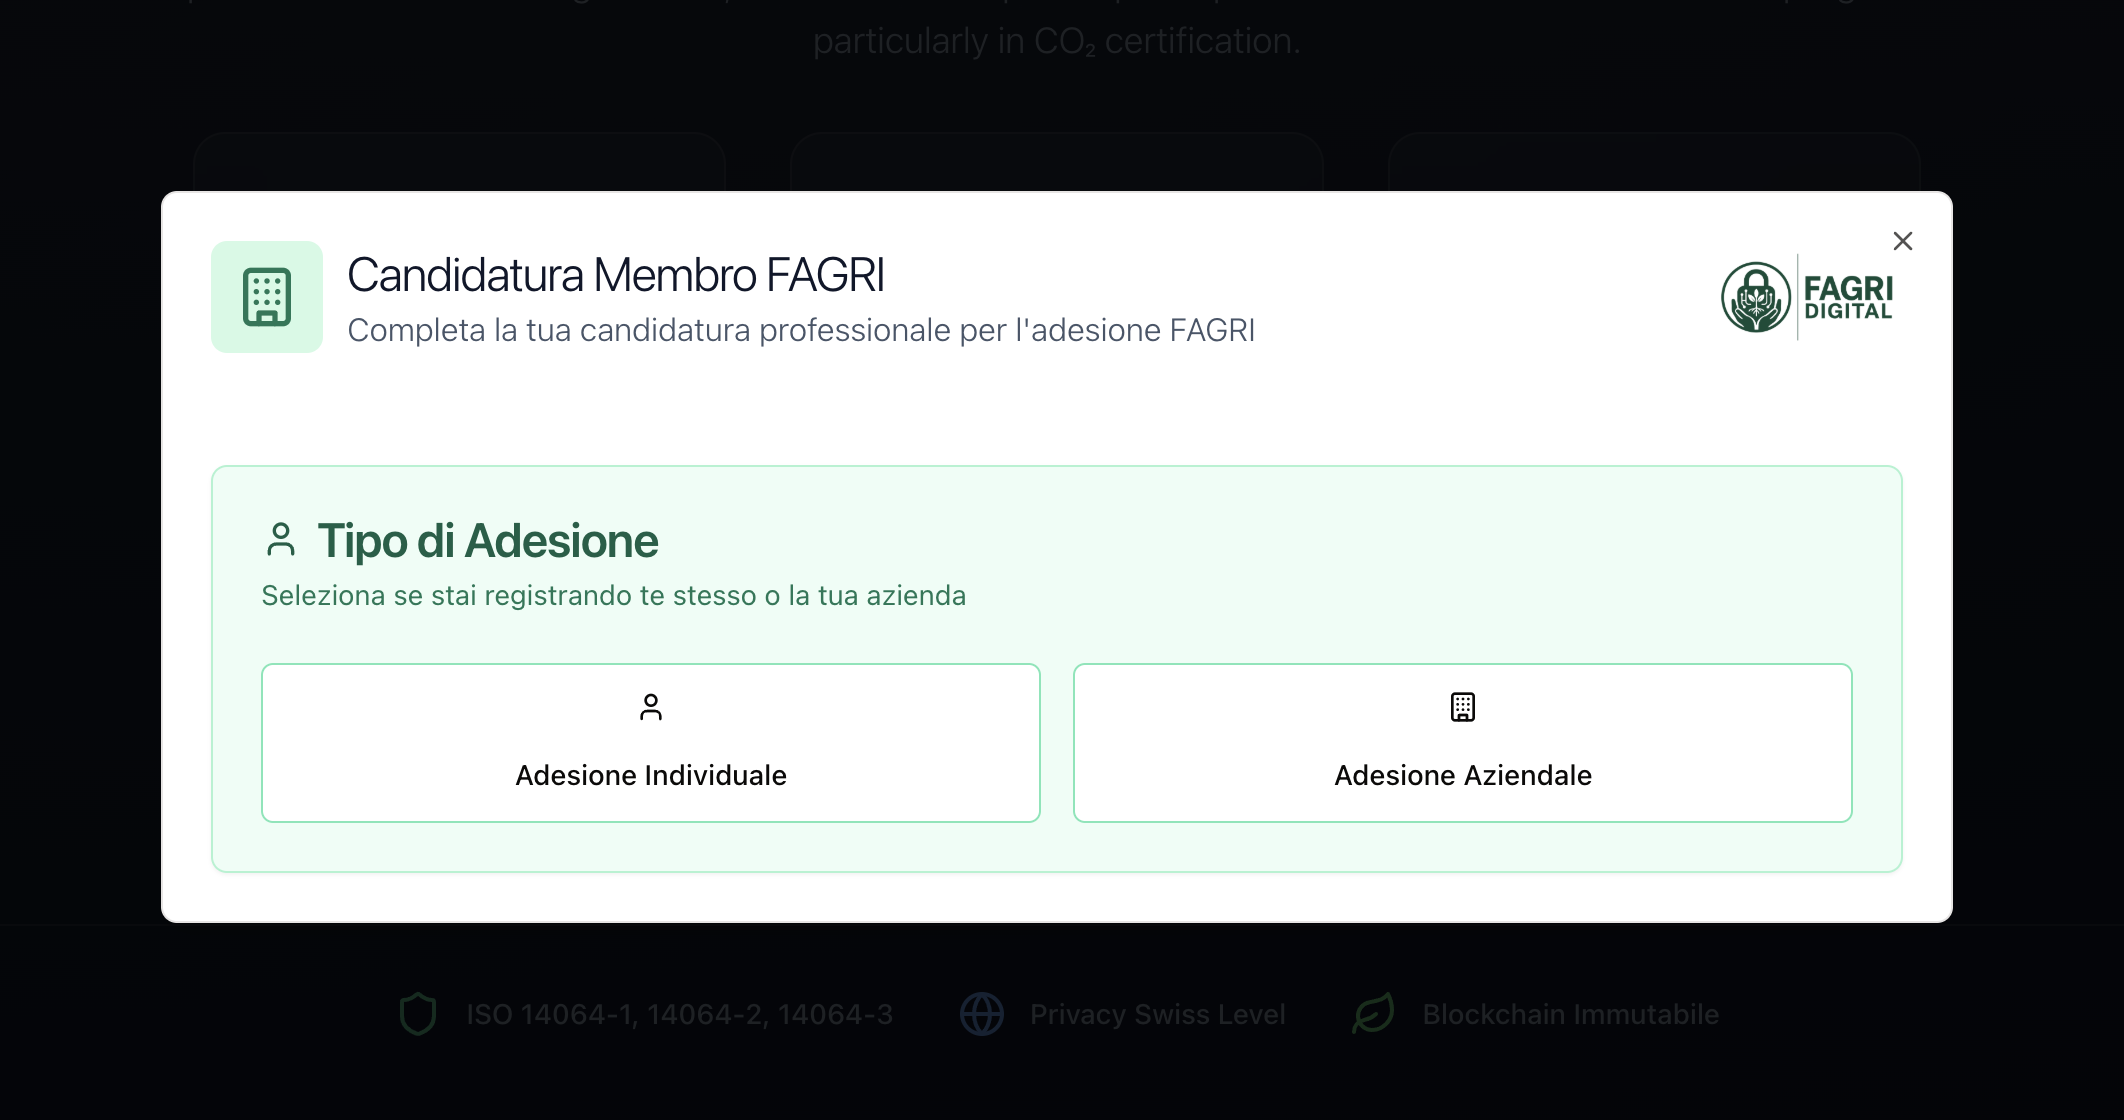 particularly in CO₂ certification.
Candidatura Membro FAGRI
Completa la tua candidatura professionale per l'adesione FAGRI
FAGRI
DIGITAL
Tipo di Adesione
Seleziona se stai registrando te stesso o la tua azienda
Adesione Individuale
Adesione Aziendale
ISO 14064-1, 14064-2, 14064-3
Privacy Swiss Level
Blockchain Immutabile